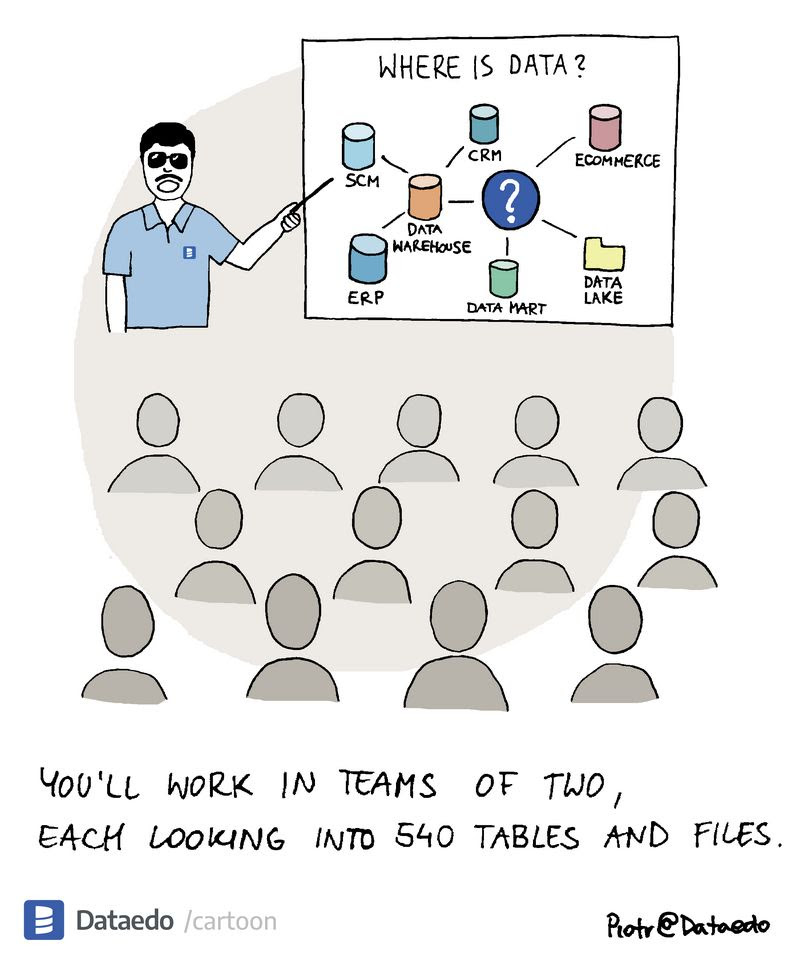 WHERE IS DATA?
SCM
CRM
ECOMMERCE
?
DATA
WAREHOUSE
ERP
DATA MART
DATA
LAKE
YOU'LL WORK IN TEAMS OF TWO,
EACH LOOKING INTO 540 TABLES AND FILES.
Dataedo /cartoon
Piotr@Dataedo